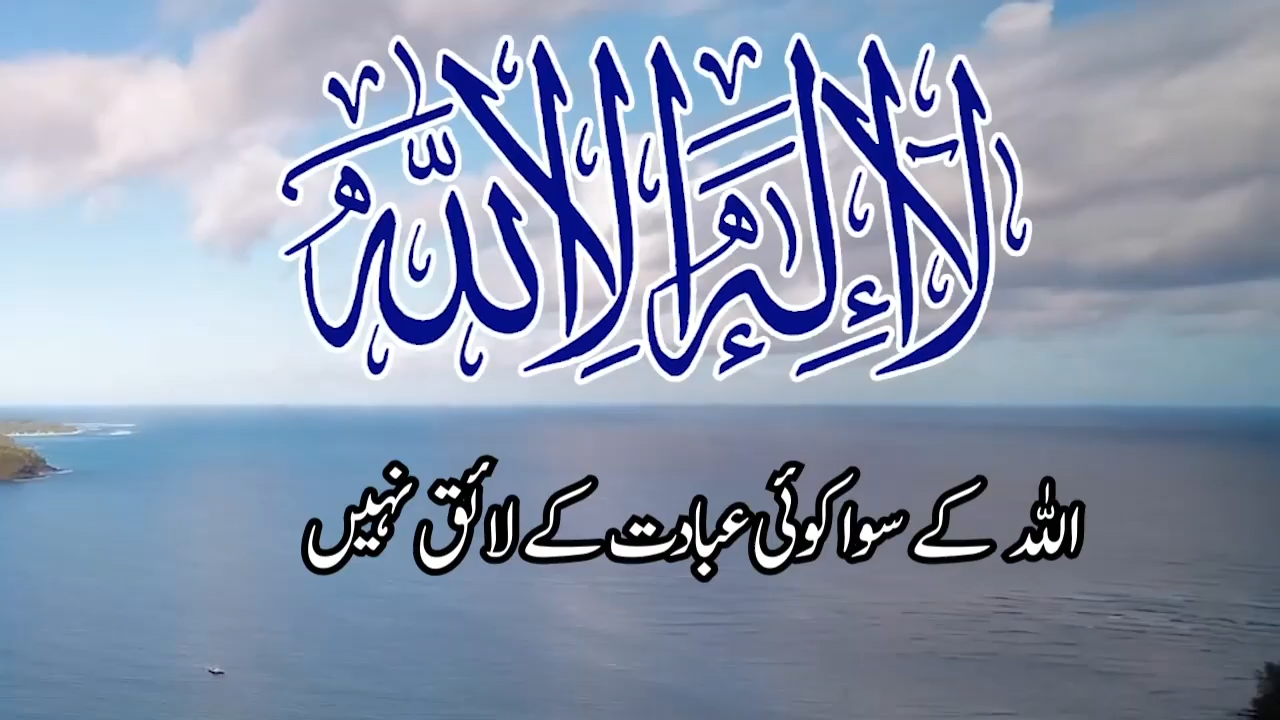 لَا إِلٰهَ إِلَّا اللّٰهُ
اللہ کے سوا کوئی عبادت کے لائق نہیں